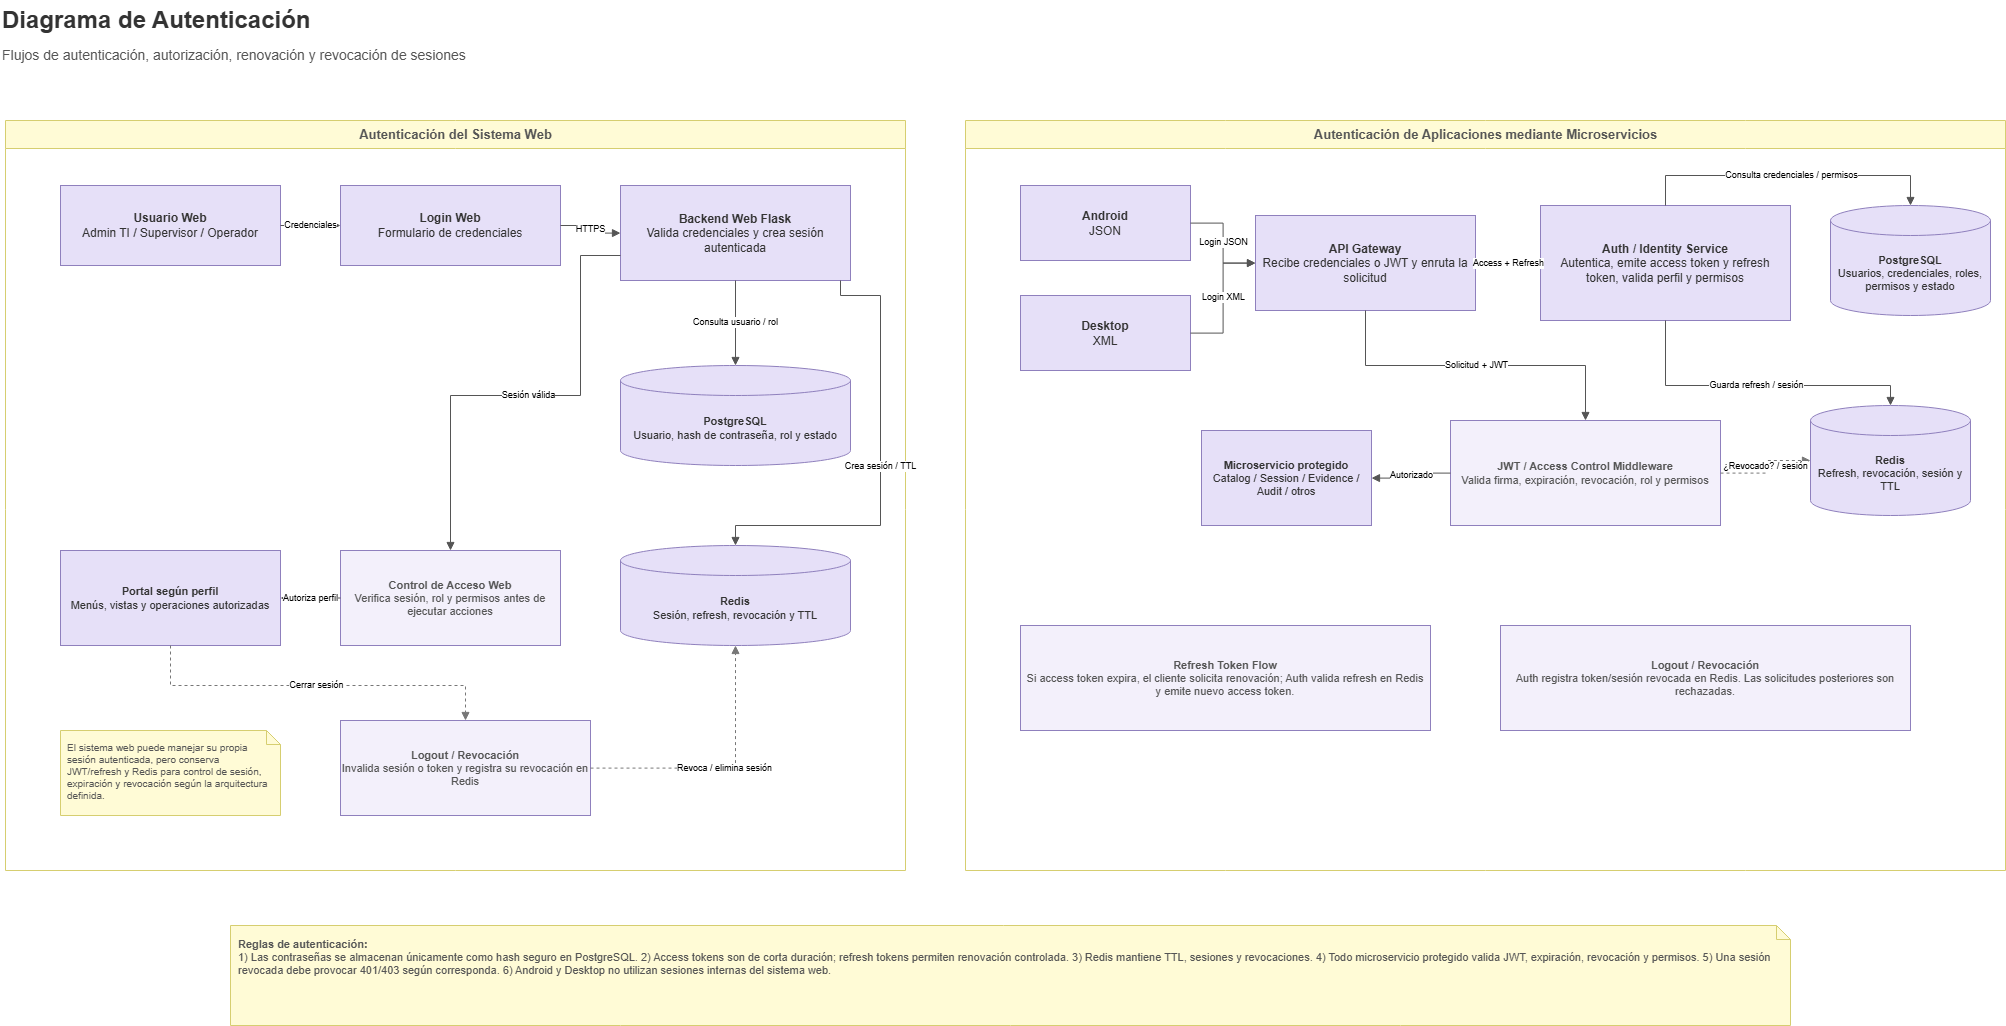 Diagrama de Autenticación
Flujos de autenticación, autorización, renovación y revocación de sesiones
Autenticación del Sistema Web
Usuario Web
Admin TI / Supervisor / Operador
Credenciales
Login Web
Formulario de credenciales
HTTPS
Backend Web Flask
Valida credenciales y crea sesión
autenticada
Consulta usuario / rol
Sesión válida
PostgreSQL
Usuario, hash de contraseña, rol y estado
Crea sesión / TTL
Portal según perfil
Menús, vistas y operaciones autorizadas
Autoriza perfil
Control de Acceso Web
Verifica sesión, rol y permisos antes de
ejecutar acciones
Redis
Sesión, refresh, revocación y TTL
Cerrar sesión
El sistema web puede manejar su propia
sesión autenticada, pero conserva
JWT/refresh y Redis para control de sesión,
expiración y revocación según la arquitectura
definida.
Logout / Revocación
Invalida sesión o token y registra su revocación en
Redis
Revoca / elimina sesión
Autenticación de Aplicaciones mediante Microservicios
Android
JSON
Login JSON
Desktop
XML
Login XML
API Gateway
Recibe credenciales o JWT y enruta la
solicitud
Access + Refresh
Auth / Identity Service
Autentica, emite access token y refresh
token, valida perfil y permisos
Consulta credenciales / permisos
PostgreSQL
Usuarios, credenciales, roles,
permisos y estado
Solicitud + JWT
Guarda refresh / sesión
Microservicio protegido
Catalog / Session / Evidence /
Audit / otros
Autorizado
JWT / Access Control Middleware
Valida firma, expiración, revocación, rol y permisos
¿Revocado? / sesión
Redis
Refresh, revocación, sesión y
TTL
Refresh Token Flow
Si access token expira, el cliente solicita renovación; Auth valida refresh en Redis
y emite nuevo access token.
Logout / Revocación
Auth registra token/sesión revocada en Redis. Las solicitudes posteriores son
rechazadas.
Reglas de autenticación:
1) Las contraseñas se almacenan únicamente como hash seguro en PostgreSQL. 2) Access tokens son de corta duración; refresh tokens permiten renovación controlada. 3) Redis mantiene TTL, sesiones y revocaciones. 4) Todo microservicio protegido valida JWT, expiración, revocación y permisos. 5) Una sesión
revocada debe provocar 401/403 según corresponda. 6) Android y Desktop no utilizan sesiones internas del sistema web.